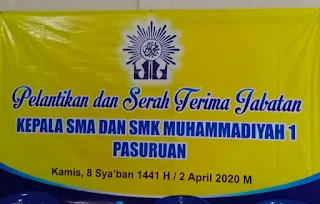 Pelantikan dan Serah Terima Jabatan
KEPALA SMA DAN SMK MUHAMMADIYAH 1
PASURUAN
Kamis, 8 Sya'ban 1441 H / 2 April 2020 M